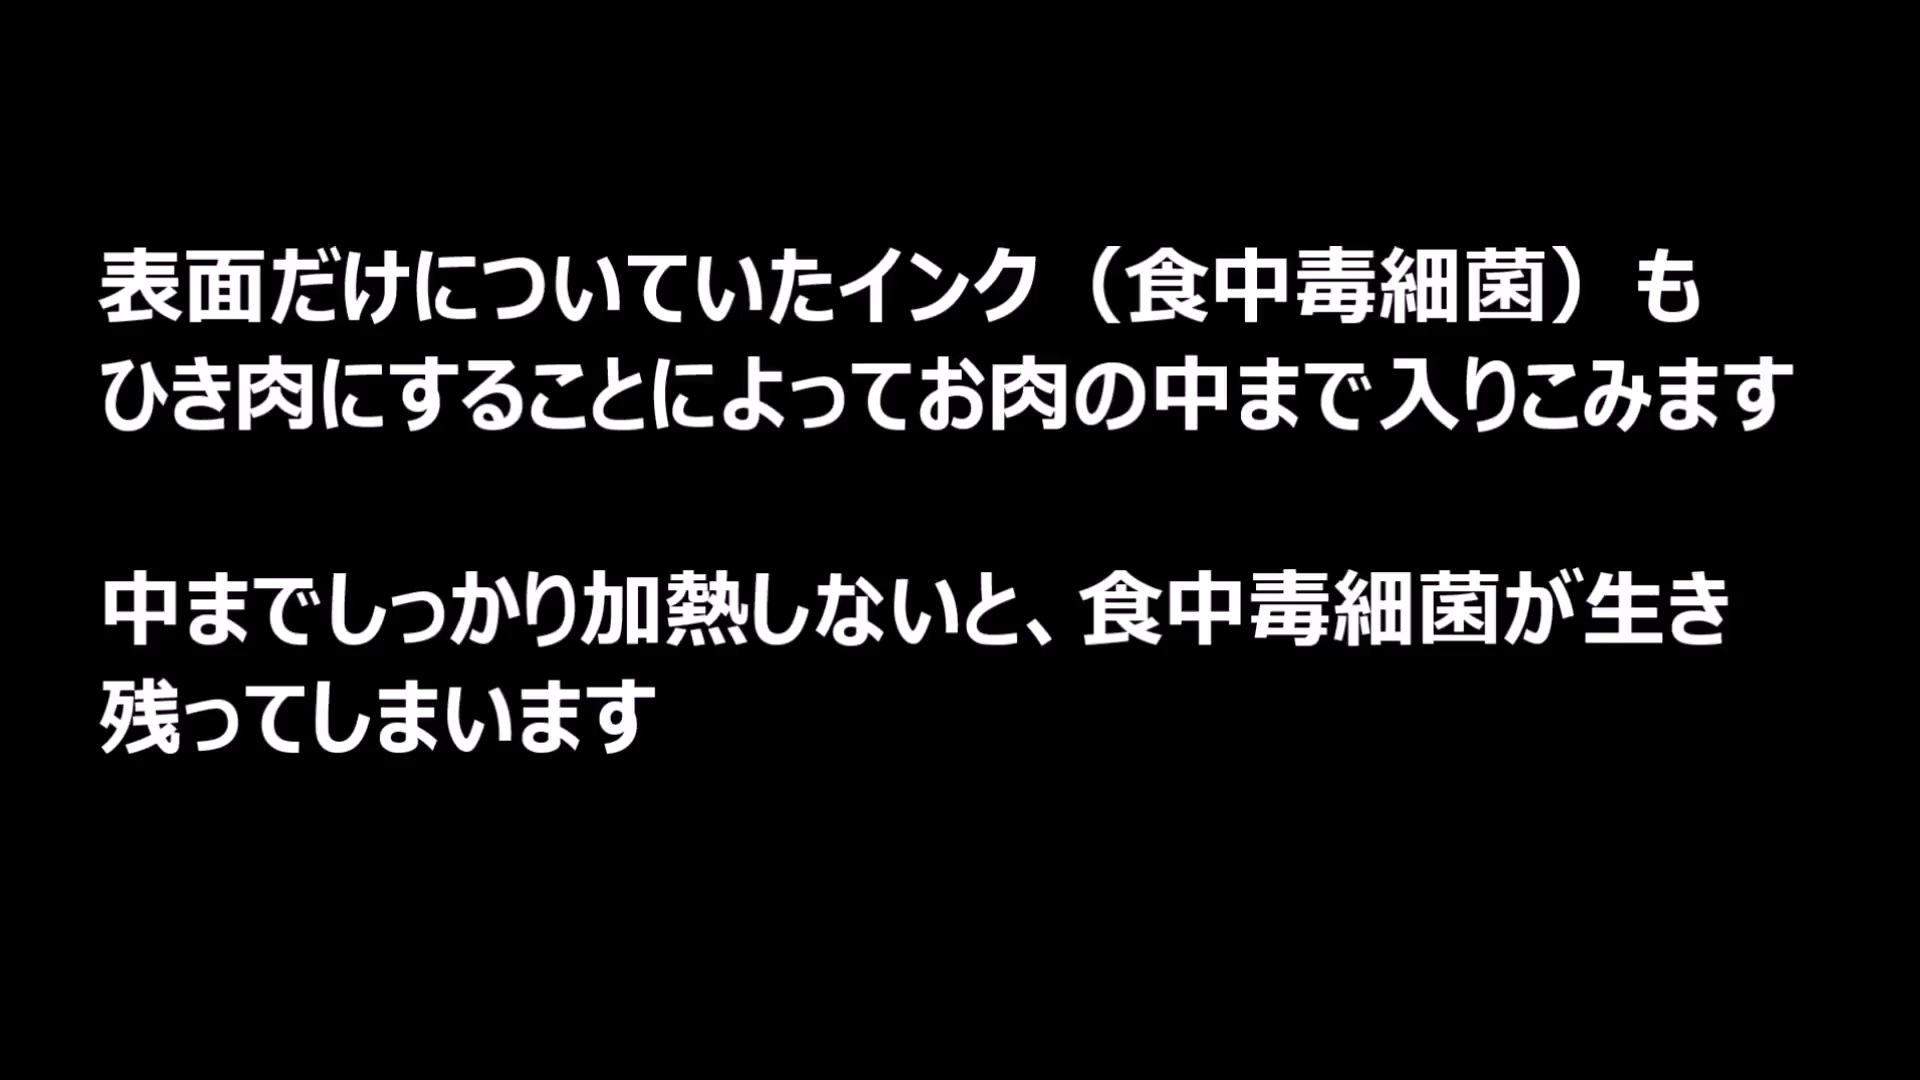 表面だけについていたインク（食中毒細菌）も
ひき肉にすることによってお肉の中まで入りこみます
中までしっかり加熱しないと、食中毒細菌が生き
残ってしまいます